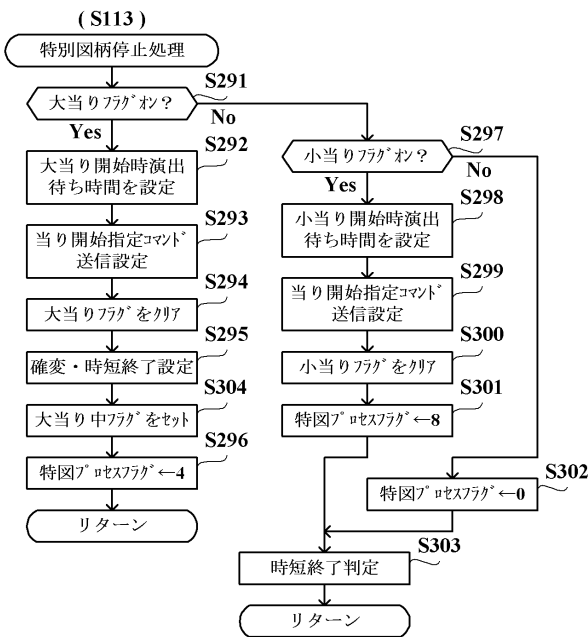 ( S113 )
特別図柄停止処理
S291
大当りﾌﾗｸﾞｵﾝ？
No
Yes
S292
大当り開始時演出
待ち時間を設定
S293
当り開始指定ｺﾏﾝﾄﾞ
送信設定
S294
大当りﾌﾗｸﾞをｸﾘｱ
S295
確変・時短終了設定
S304
大当り中ﾌﾗｸﾞをｾｯﾄ
S296
特図ﾌﾟﾛｾｽﾌﾗｸﾞ←4
リターン
S297
小当りﾌﾗｸﾞｵﾝ？
No
Yes
S298
小当り開始時演出
待ち時間を設定
S299
当り開始指定ｺﾏﾝﾄﾞ
送信設定
S300
小当りﾌﾗｸﾞをｸﾘｱ
S301
特図ﾌﾟﾛｾｽﾌﾗｸﾞ←8
S302
特図ﾌﾟﾛｾｽﾌﾗｸﾞ←0
S303
時短終了判定
リターン